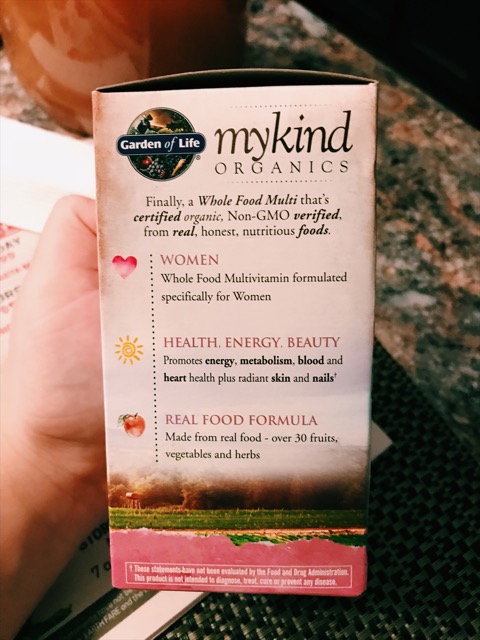 Garden of Life®
mykind
ORGANICS
Finally, a Whole Food Multi that's
certified organic, Non-GMO verified,
from real, honest, nutritious foods.
WOMEN
Whole Food Multivitamin formulated
specifically for Women
HEALTH, ENERGY, BEAUTY
Promotes energy, metabolism, blood and
heart health plus radiant skin and nails†
REAL FOOD FORMULA
Made from real food - over 30 fruits,
vegetables and herbs
† These statements have not been evaluated by the Food and Drug Administration.
This product is not intended to diagnose, treat, cure or prevent any disease.